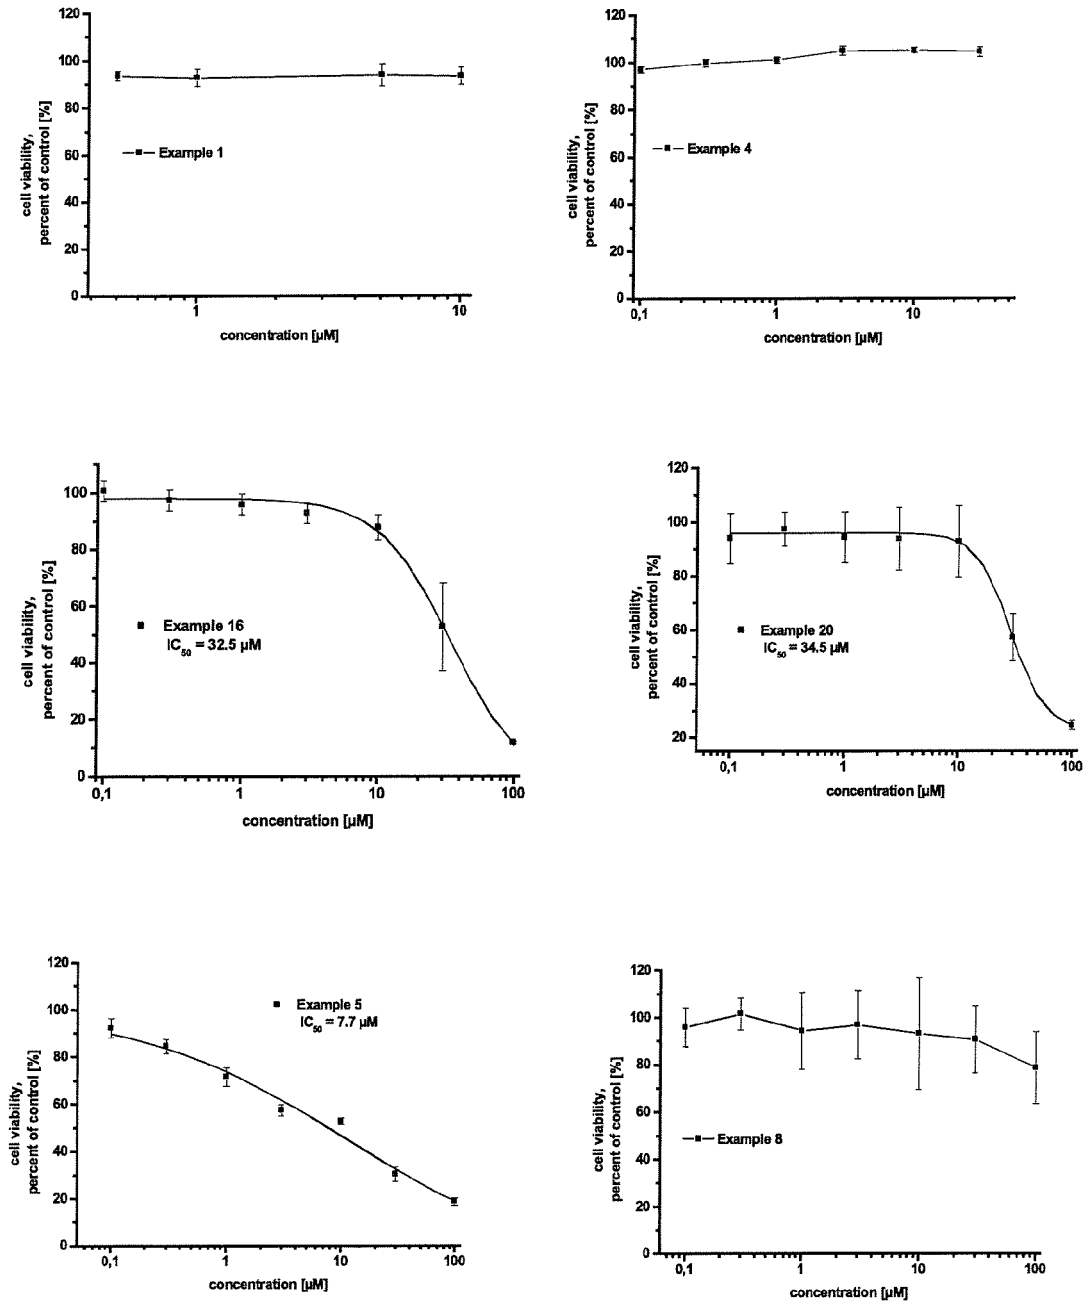 120
100
80
60
40
20
0
cell viability,
percent of control [%]
Example 1
1
10
concentration [µM]
120
100
80
60
40
20
0
cell viability,
percent of control [%]
Example 4
0,1
1
10
concentration [µM]
100
80
60
40
20
0
cell viability,
percent of control [%]
Example 16
IC50 = 32.5 µM
0,1
1
10
100
concentration [µM]
120
100
80
60
40
20
cell viability,
percent of control [%]
Example 20
IC50 = 34.5 µM
0,1
1
10
100
concentration [µM]
120
100
80
60
40
20
0
cell viability,
percent of control [%]
Example 5
IC50 = 7.7 µM
0,1
1
10
100
concentration [µM]
120
100
80
60
40
20
0
cell viability,
percent of control [%]
Example 8
0,1
1
10
100
concentration [µM]